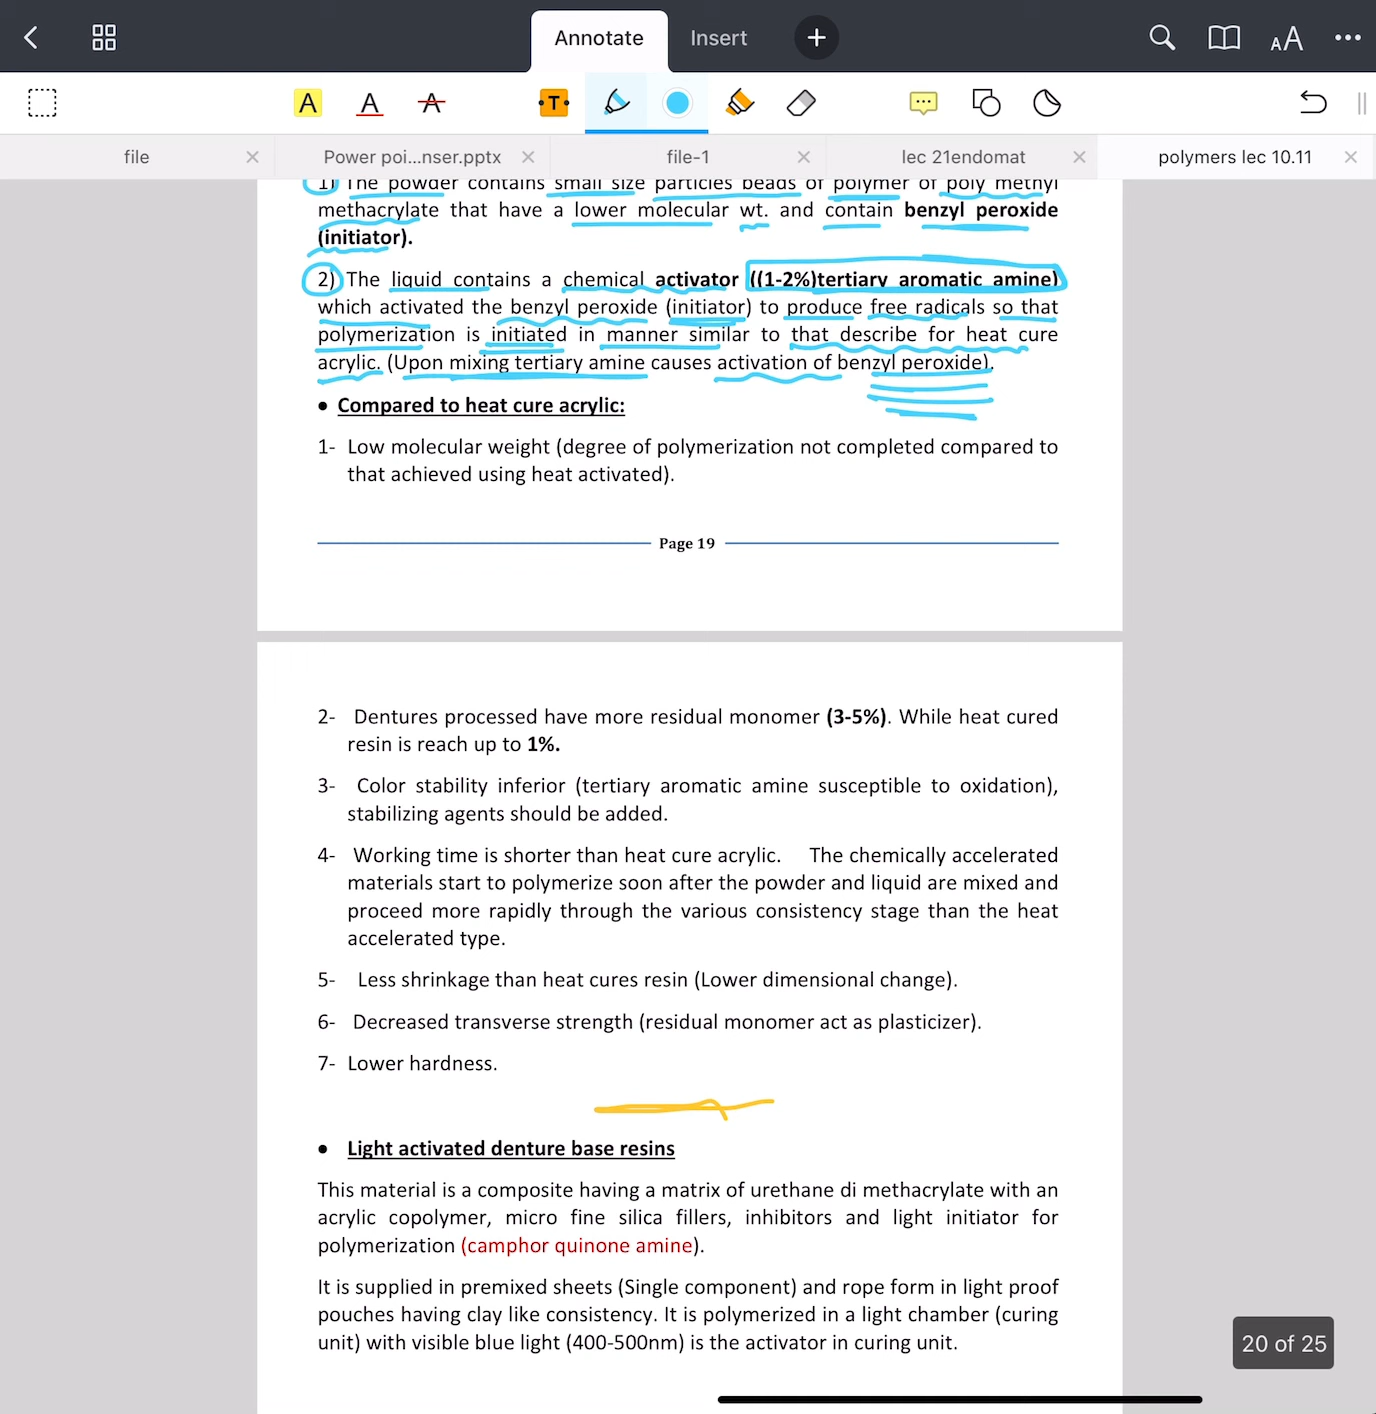 Annotate Insert +
A A A T
file × Power poi...nser.pptx × file-1 × lec 21endomat × polymers lec 10.11 ×
1) The powder contains small size particles beads of polymer of poly methyl
methacrylate that have a lower molecular wt. and contain benzyl peroxide
(initiator).
2) The liquid contains a chemical activator ((1-2%)tertiary aromatic amine)
which activated the benzyl peroxide (initiator) to produce free radicals so that
polymerization is initiated in manner similar to that describe for heat cure
acrylic. (Upon mixing tertiary amine causes activation of benzyl peroxide).
• Compared to heat cure acrylic:
1- Low molecular weight (degree of polymerization not completed compared to
that achieved using heat activated).
Page 19
2- Dentures processed have more residual monomer (3-5%). While heat cured
resin is reach up to 1%.
3- Color stability inferior (tertiary aromatic amine susceptible to oxidation),
stabilizing agents should be added.
4- Working time is shorter than heat cure acrylic. The chemically accelerated
materials start to polymerize soon after the powder and liquid are mixed and
proceed more rapidly through the various consistency stage than the heat
accelerated type.
5- Less shrinkage than heat cures resin (Lower dimensional change).
6- Decreased transverse strength (residual monomer act as plasticizer).
7- Lower hardness.
• Light activated denture base resins
This material is a composite having a matrix of urethane di methacrylate with an
acrylic copolymer, micro fine silica fillers, inhibitors and light initiator for
polymerization (camphor quinone amine).
It is supplied in premixed sheets (Single component) and rope form in light proof
pouches having clay like consistency. It is polymerized in a light chamber (curing
unit) with visible blue light (400-500nm) is the activator in curing unit.
20 of 25